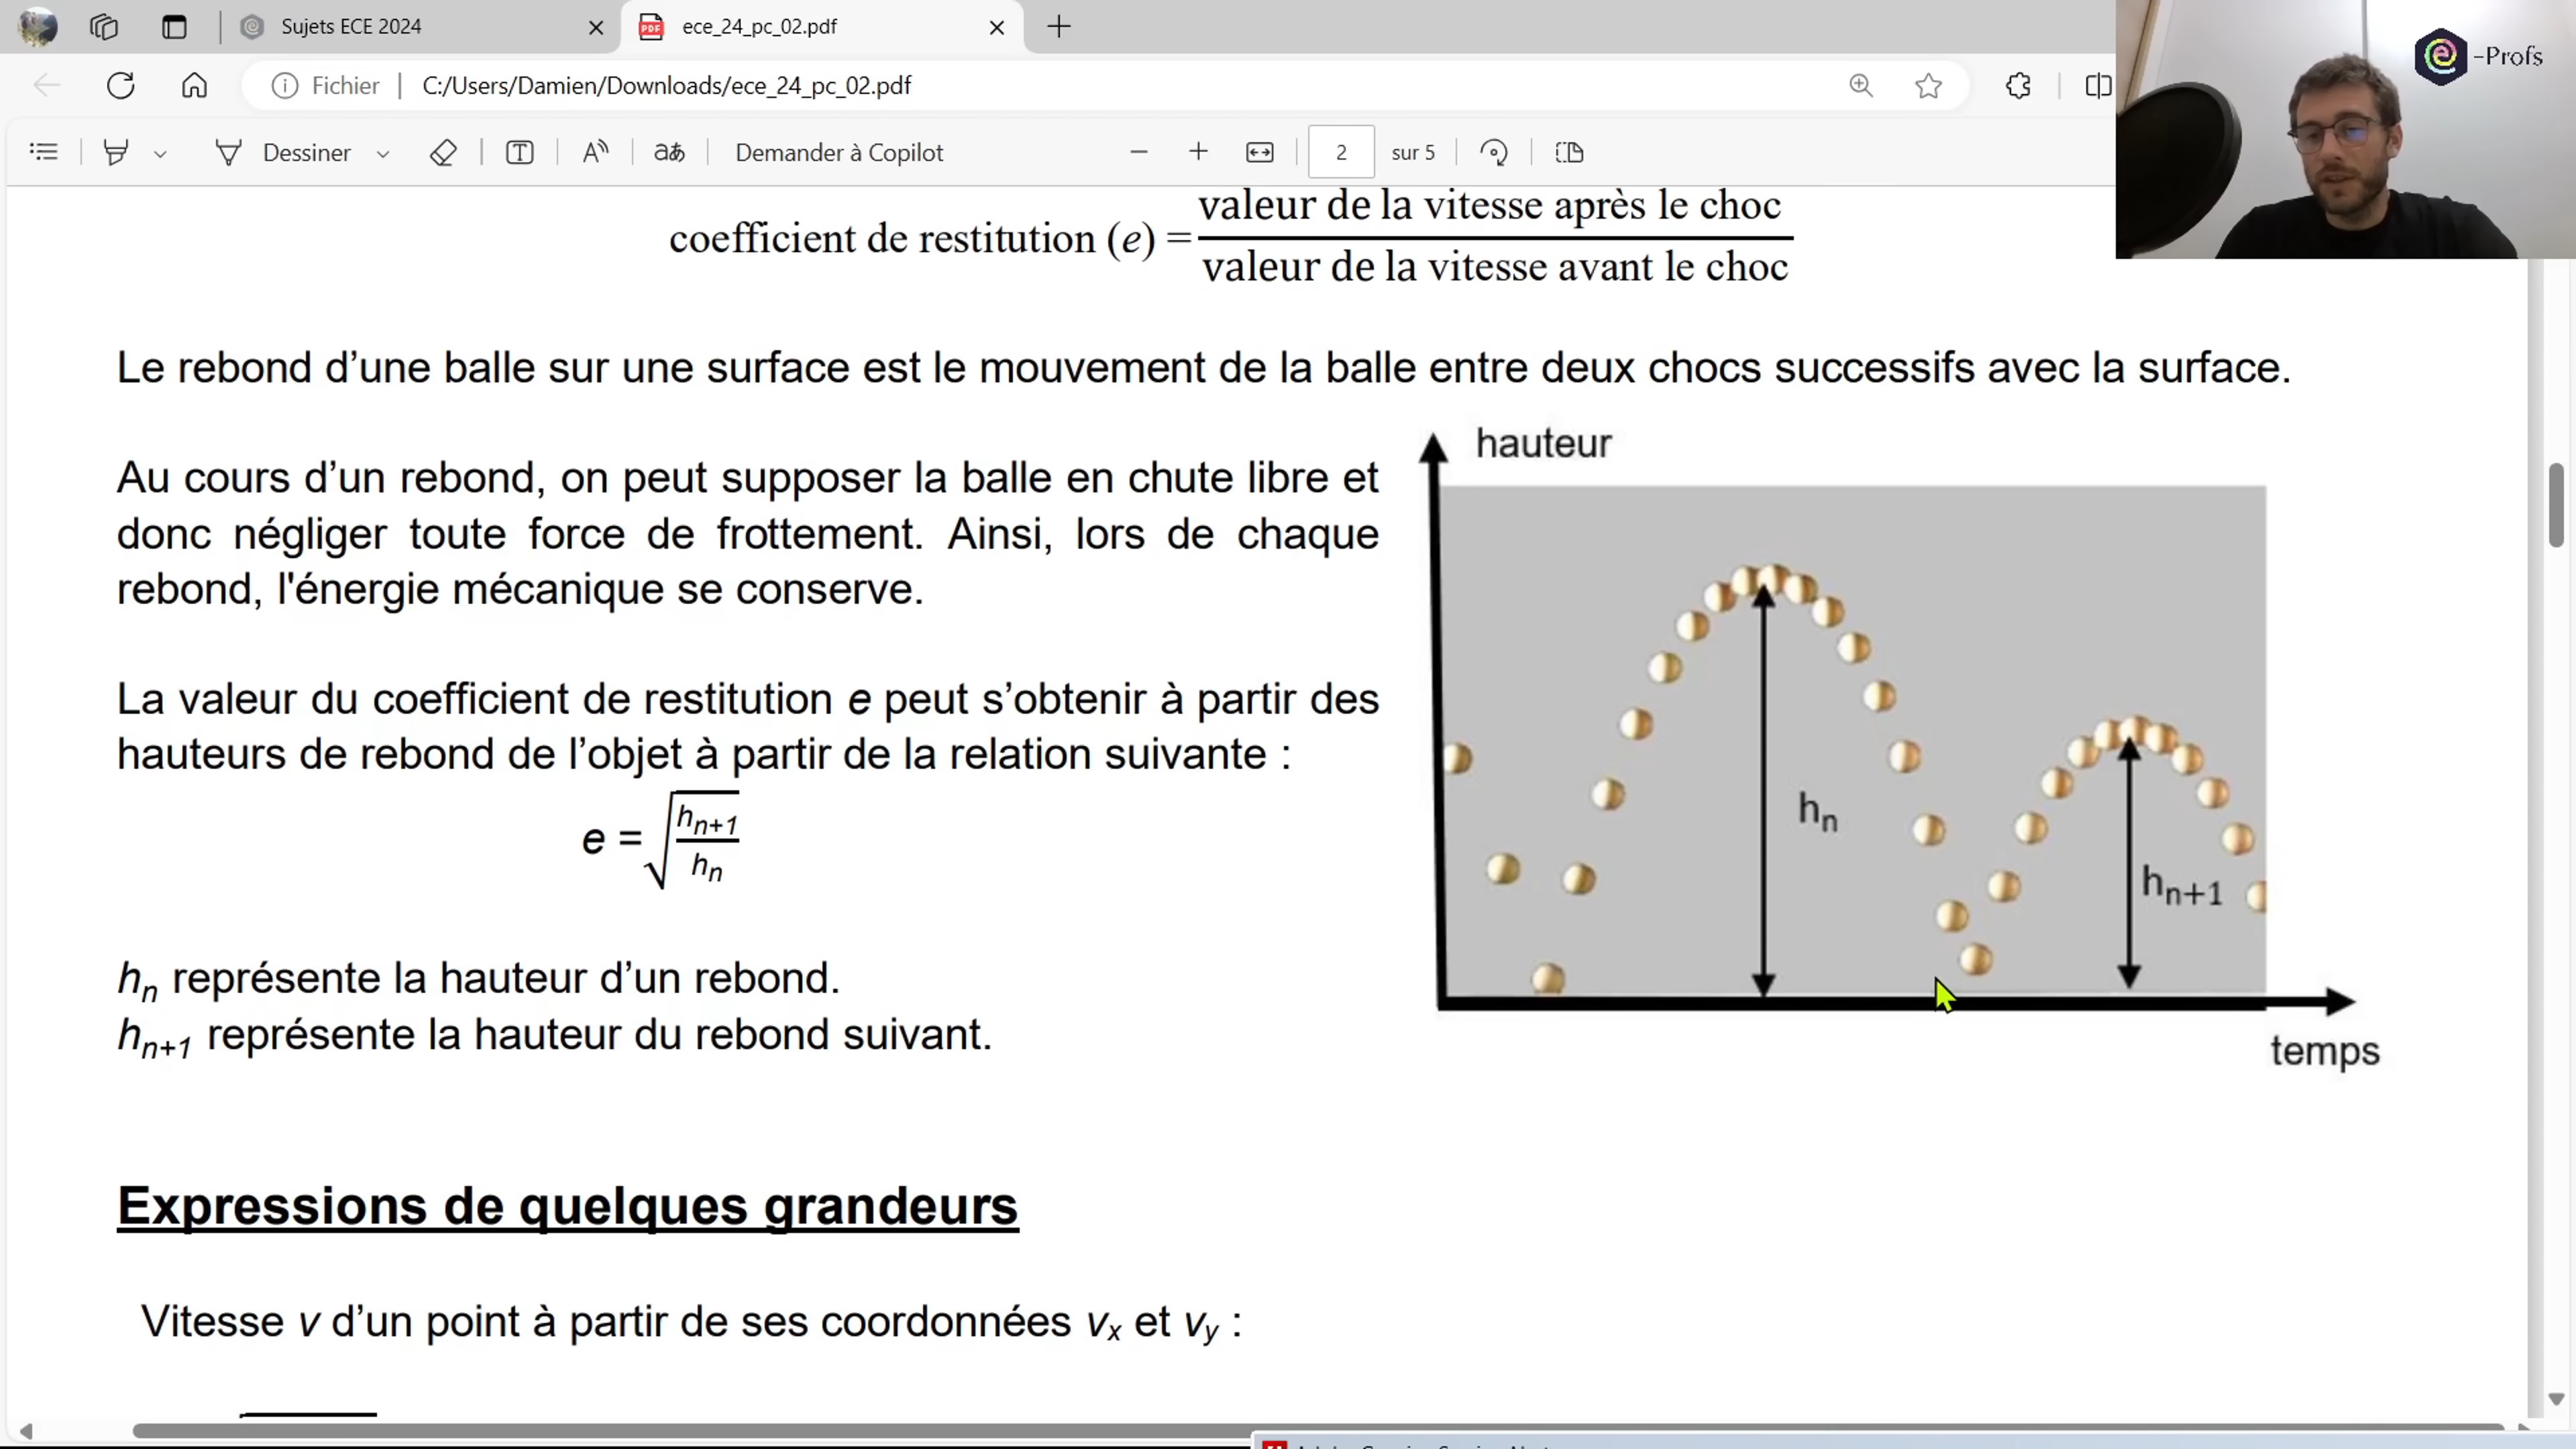 Sujets ECE 2024
ece_24_pc_02.pdf
-Profs
Fichier
C:/Users/Damien/Downloads/ece_24_pc_02.pdf
Dessiner
Demander à Copilot
2
sur 5
coefficient de restitution (e) = valeur de la vitesse après le choc
valeur de la vitesse avant le choc
Le rebond d'une balle sur une surface est le mouvement de la balle entre deux chocs successifs avec la surface.
Au cours d'un rebond, on peut supposer la balle en chute libre et
donc négliger toute force de frottement. Ainsi, lors de chaque
rebond, l'énergie mécanique se conserve.
La valeur du coefficient de restitution e peut s'obtenir à partir des
hauteurs de rebond de l'objet à partir de la relation suivante :
e = √(hn+1 / hn)
hn représente la hauteur d'un rebond.
hn+1 représente la hauteur du rebond suivant.
hauteur
hn
hn+1
temps
Expressions de quelques grandeurs
Vitesse v d'un point à partir de ses coordonnées vx et vy :